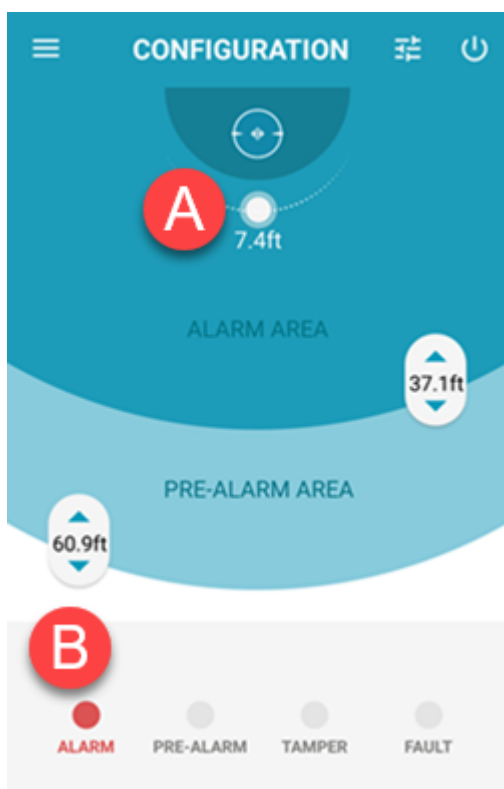 CONFIGURATION
A
7.4ft
ALARM AREA
37.1ft
PRE-ALARM AREA
60.9ft
B
ALARM PRE-ALARM TAMPER FAULT